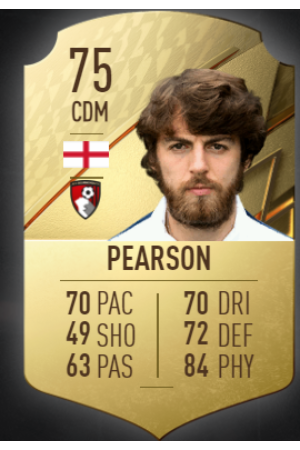 75
CDM
PEARSON
70 PAC 70 DRI
49 SHO 72 DEF
63 PAS 84 PHY